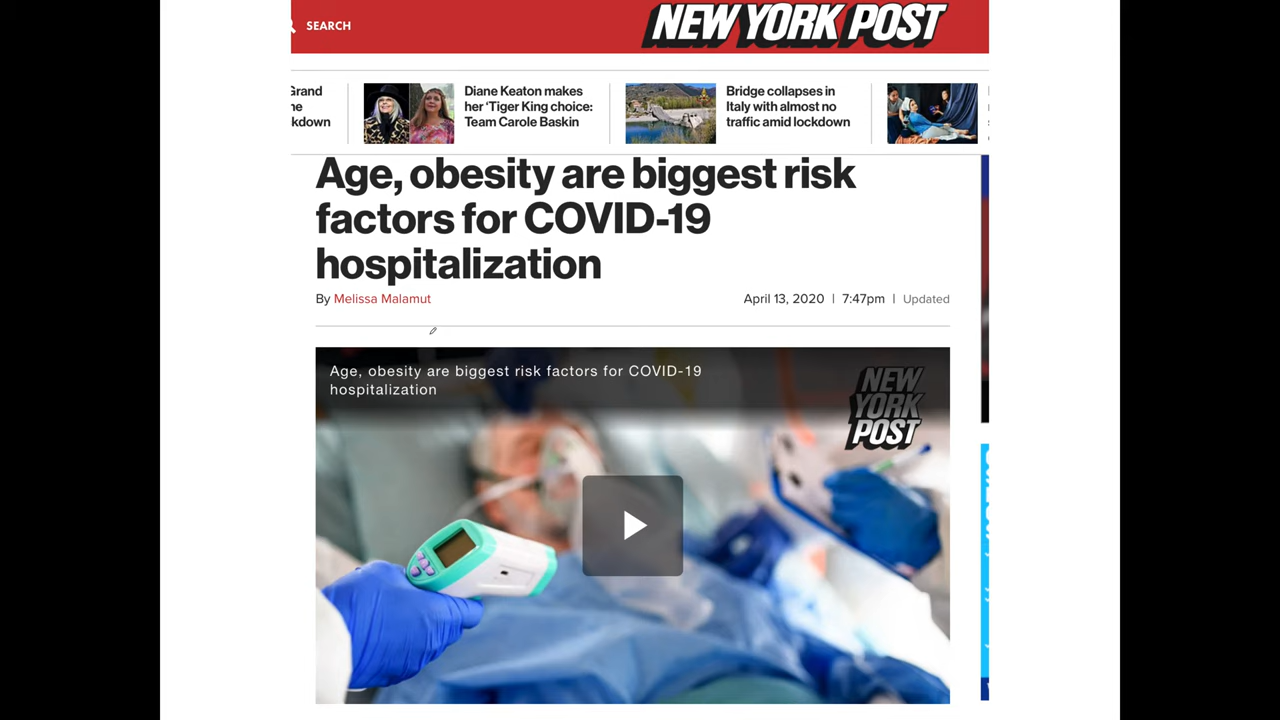 SEARCH
NEW YORK POST
Grand
kdown
Diane Keaton makes
her ‘Tiger King choice:
Team Carole Baskin
Bridge collapses in
Italy with almost no
traffic amid lockdown
Age, obesity are biggest risk
factors for COVID-19
hospitalization
By Melissa Malamut
April 13, 2020 | 7:47pm | Updated
Age, obesity are biggest risk factors for COVID-19
hospitalization
NEW
YORK
POST